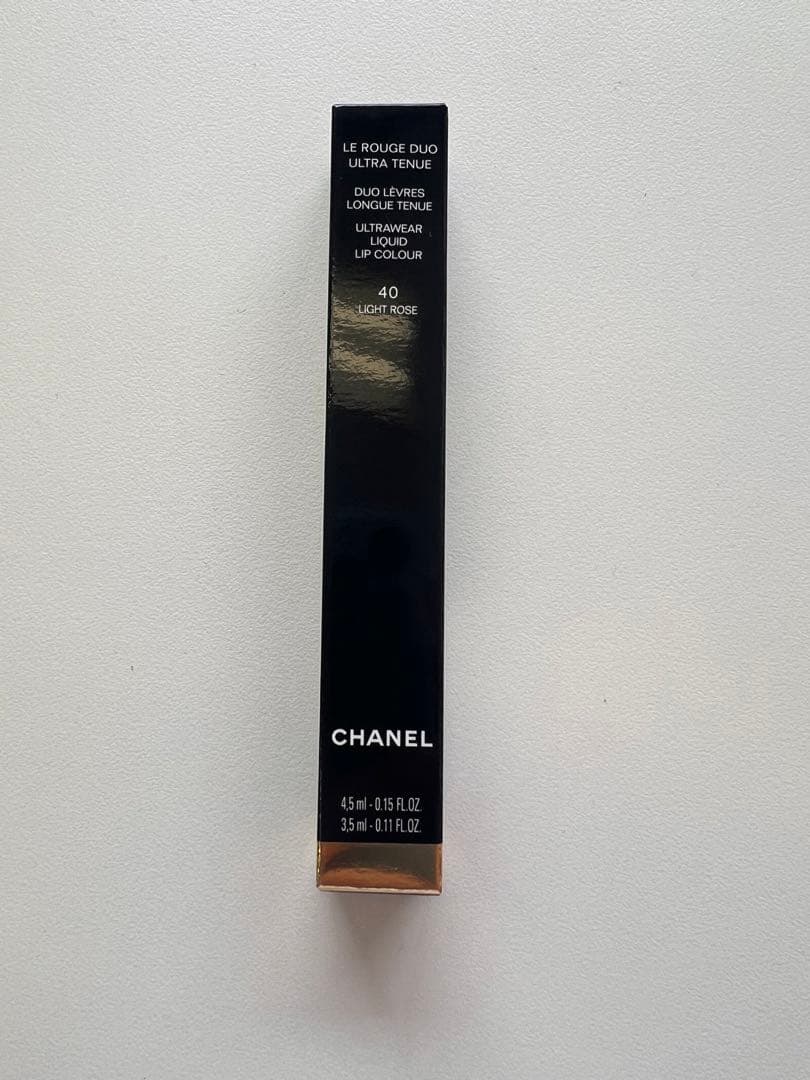 LE ROUGE DUO
ULTRA TENUE
DUO LÈVRES
LONGUE TENUE
ULTRAWEAR
LIQUID
LIP COLOUR
40
LIGHT ROSE
CHANEL
4,5 ml - 0.15 FL.OZ.
3,5 ml - 0.11 FL.OZ.